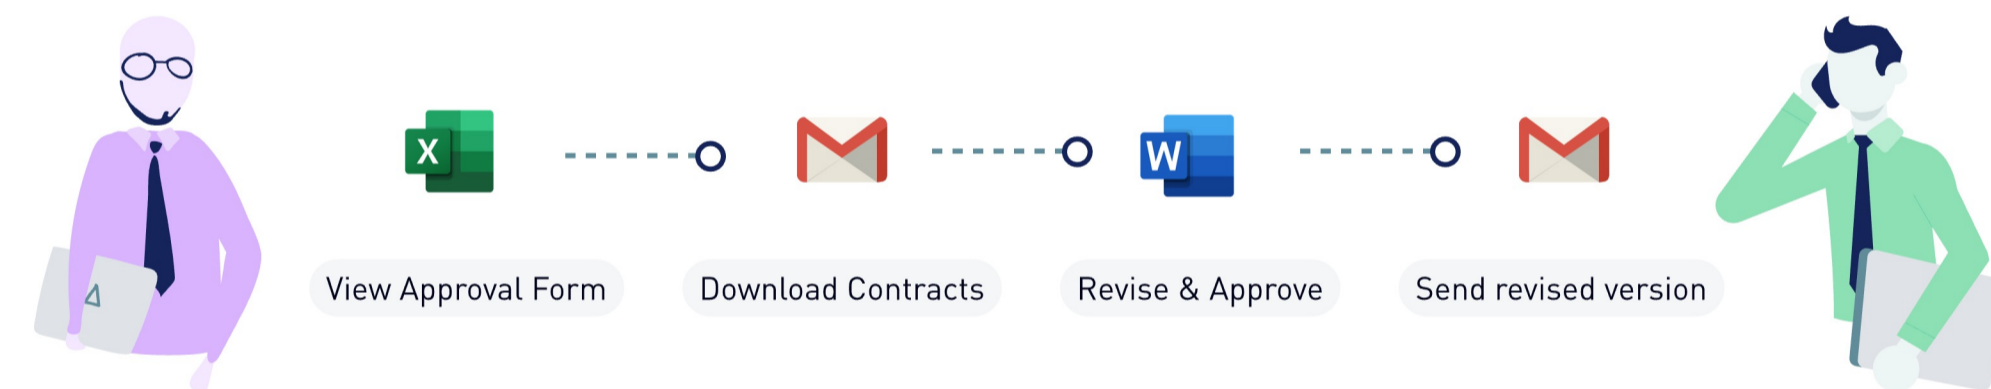 X
W
View Approval Form
Download Contracts
Revise & Approve
Send revised version